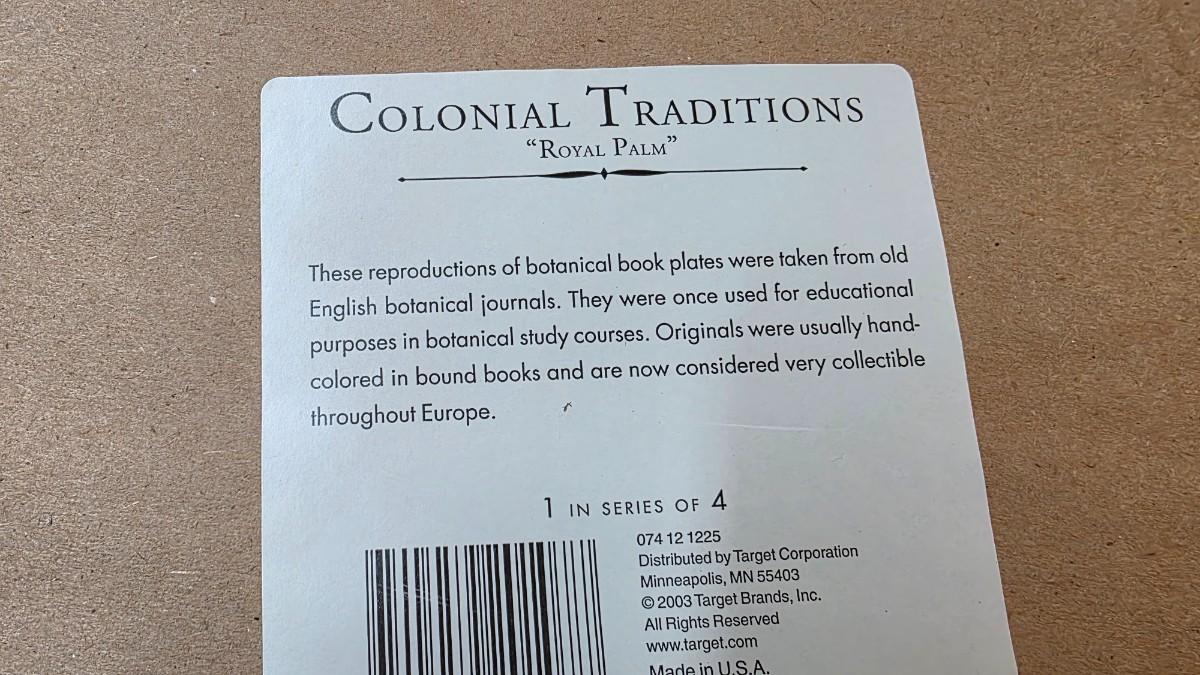 COLONIAL TRADITIONS
“ROYAL PALM”
These reproductions of botanical book plates were taken from old
English botanical journals. They were once used for educational
purposes in botanical study courses. Originals were usually hand-
colored in bound books and are now considered very collectible
throughout Europe.
1 IN SERIES OF 4
074 12 1225
Distributed by Target Corporation
Minneapolis, MN 55403
© 2003 Target Brands, Inc.
All Rights Reserved
www.target.com
Made in U.S.A.